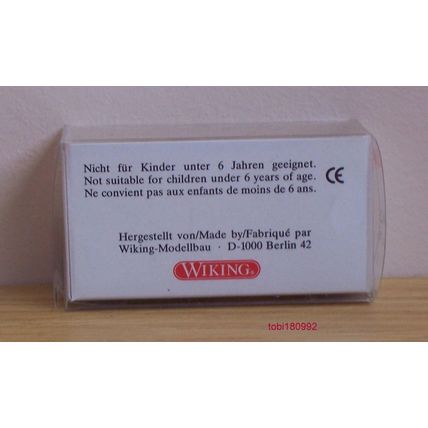 Nicht für Kinder unter 6 Jahren geeignet.
Not suitable for children under 6 years of age.
Ne convient pas aux enfants de moins de 6 ans.
CE
Hergestellt von/Made by/Fabriqué par
Wiking-Modellbau · D-1000 Berlin 42
WIKING®
tobi180992